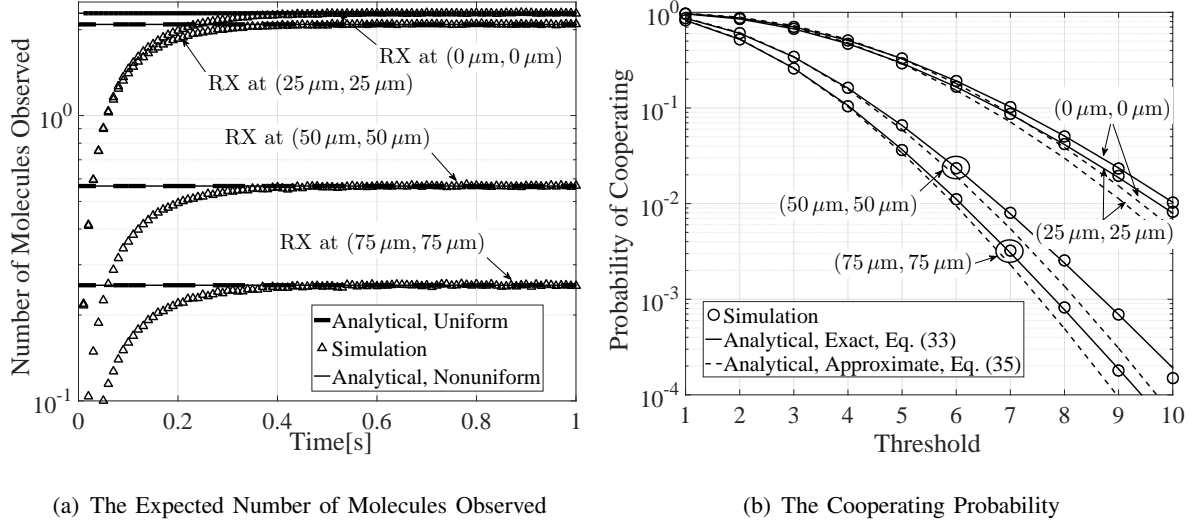 Number of Molecules Observed
10^0
10^-1
RX at (0 μm, 0 μm)
RX at (25 μm, 25 μm)
RX at (50 μm, 50 μm)
RX at (75 μm, 75 μm)
Analytical, Uniform
Simulation
Analytical, Nonuniform
0 0.2 0.4 0.6 0.8 1
Time[s]
(a) The Expected Number of Molecules Observed
Probability of Cooperating
10^0
10^-1
10^-2
10^-3
10^-4
(0 μm, 0 μm)
(50 μm, 50 μm)
(25 μm, 25 μm)
(75 μm, 75 μm)
Simulation
Analytical, Exact, Eq. (33)
Analytical, Approximate, Eq. (35)
1 2 3 4 5 6 7 8 9 10
Threshold
(b) The Cooperating Probability